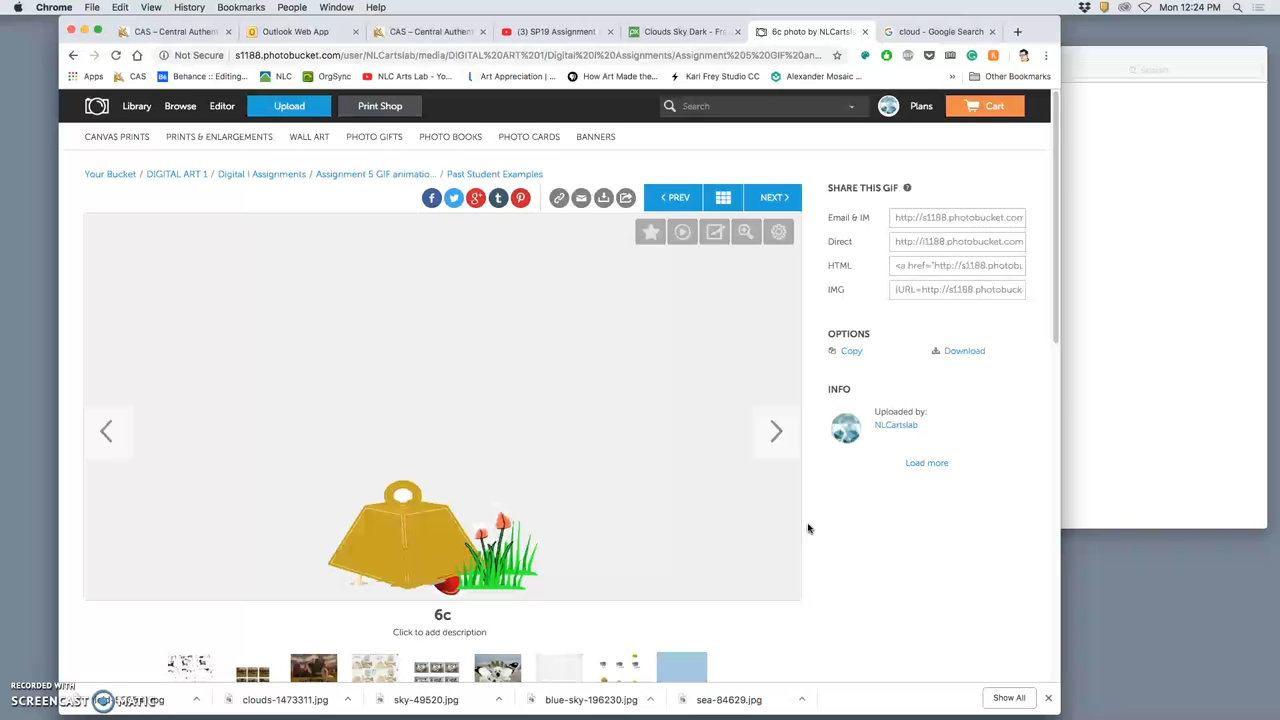 Chrome File Edit View History Bookmarks People Window Help Mon 12:24 PM
CAS – Central Authen Outlook Web App CAS – Central Authent SP19 Assignment Clouds Sky Dark - Fre 6c photo by NLCartslab cloud - Google Search
Not Secure s1188.photobucket.com/user/NLCartslab/media/DIGITAL%20ART%201/Digital%20I%20Assignments/Assignment%205%20GIF%20an...
Apps CAS Behance :: Editing... NLC OrgSync NLC Arts Lab - Yo... Art Appreciation |... How Art Made the... Kari Frey Studio CC Alexander Mosaic ... » Other Bookmarks
Library Browse Editor Upload Print Shop Search Plans Cart
CANVAS PRINTS PRINTS & ENLARGEMENTS WALL ART PHOTO GIFTS PHOTO BOOKS PHOTO CARDS BANNERS
Your Bucket / DIGITAL ART 1 / Digital I Assignments / Assignment 5 GIF animatio... / Past Student Examples
PREV NEXT
SHARE THIS GIF
Email & IM http://s1188.photobucket.com
Direct http://i1188.photobucket.com
HTML <a href="http://s1188.photobu
IMG [URL=http://s1188.photobuck
OPTIONS
Copy Download
INFO
Uploaded by:
NLCartslab
Load more
6c
Click to add description
RECORDED WITH
SCREENCAST MATIC
clouds-1473311.jpg sky-49520.jpg blue-sky-196230.jpg sea-84629.jpg Show All